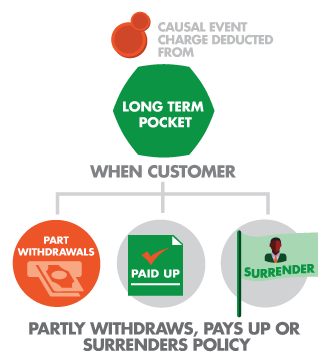 CAUSAL EVENT
CHARGE DEDUCTED
FROM
LONG TERM
POCKET
WHEN CUSTOMER
PART
WITHDRAWALS
PAID UP
SURRENDER
PARTLY WITHDRAWS, PAYS UP OR
SURRENDERS POLICY